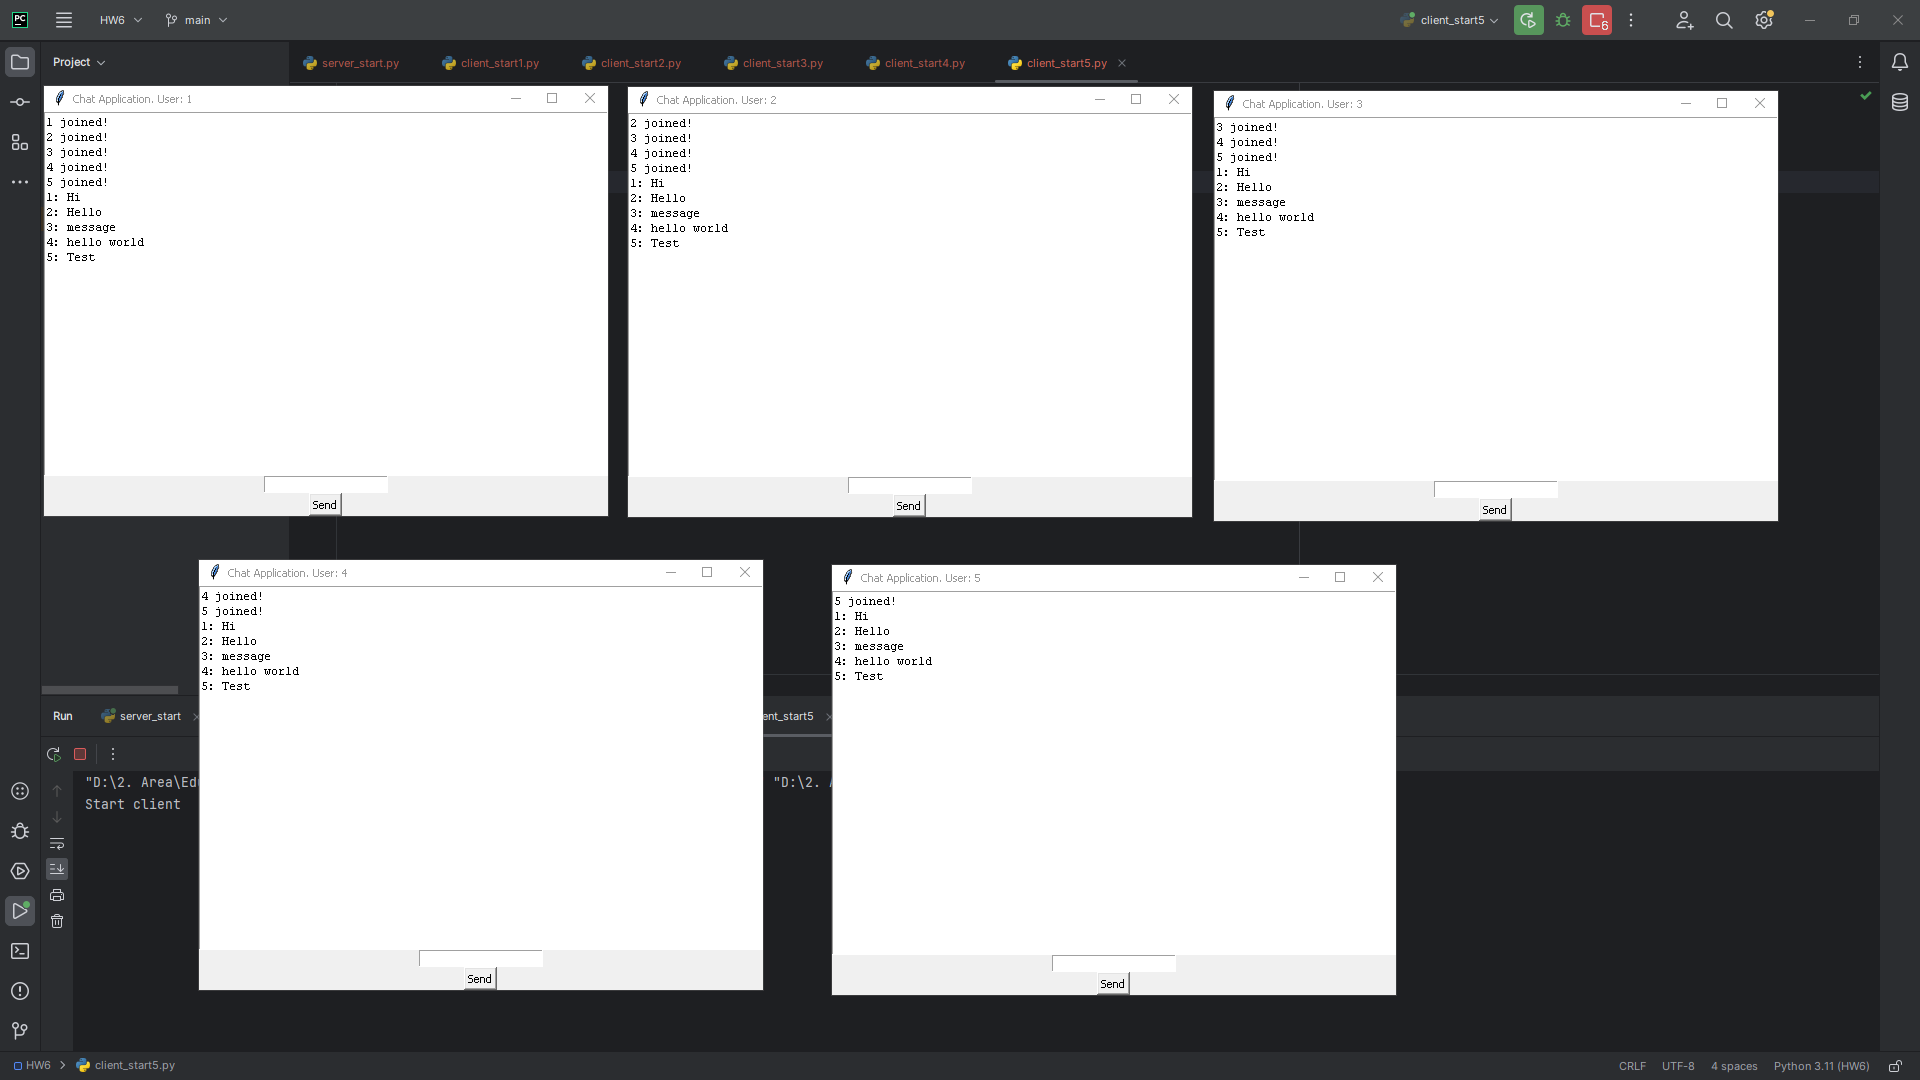 PC
HW6
main
client_start5
6
Project
server_start.py
client_start1.py
client_start2.py
client_start3.py
client_start4.py
client_start5.py
Chat Application. User: 1
1 joined!
2 joined!
3 joined!
4 joined!
5 joined!
1: Hi
2: Hello
3: message
4: hello world
5: Test
Send
Chat Application. User: 2
2 joined!
3 joined!
4 joined!
5 joined!
1: Hi
2: Hello
3: message
4: hello world
5: Test
Send
Chat Application. User: 3
3 joined!
4 joined!
5 joined!
1: Hi
2: Hello
3: message
4: hello world
5: Test
Send
Chat Application. User: 4
4 joined!
5 joined!
1: Hi
2: Hello
3: message
4: hello world
5: Test
Send
Chat Application. User: 5
5 joined!
1: Hi
2: Hello
3: message
4: hello world
5: Test
Send
Run
server_start
ent_start5
"D:\2. Area\Edu
"D:\2.
Start client
HW6
client_start5.py
CRLF
UTF-8
4 spaces
Python 3.11 (HW6)